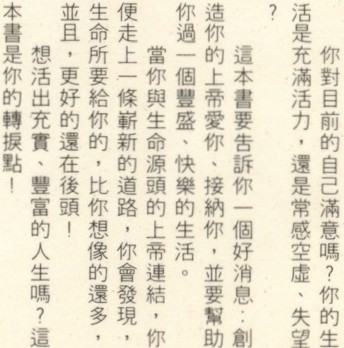 你對目前的自己滿意嗎?你的生
活是充滿活力,還是常感空虛、失望
?
這本書要告訴你一個好消息:創
造你的上帝愛你、接納你,並要幫助
你過一個豐盛、快樂的生活。
當你與生命源頭的上帝連結,你
便走上一條嶄新的道路,你會發現,
生命所要給你的,比你想像的還多,
並且,更好的還在後頭!
想活出充實、豐富的人生嗎?這
本書是你的轉捩點!